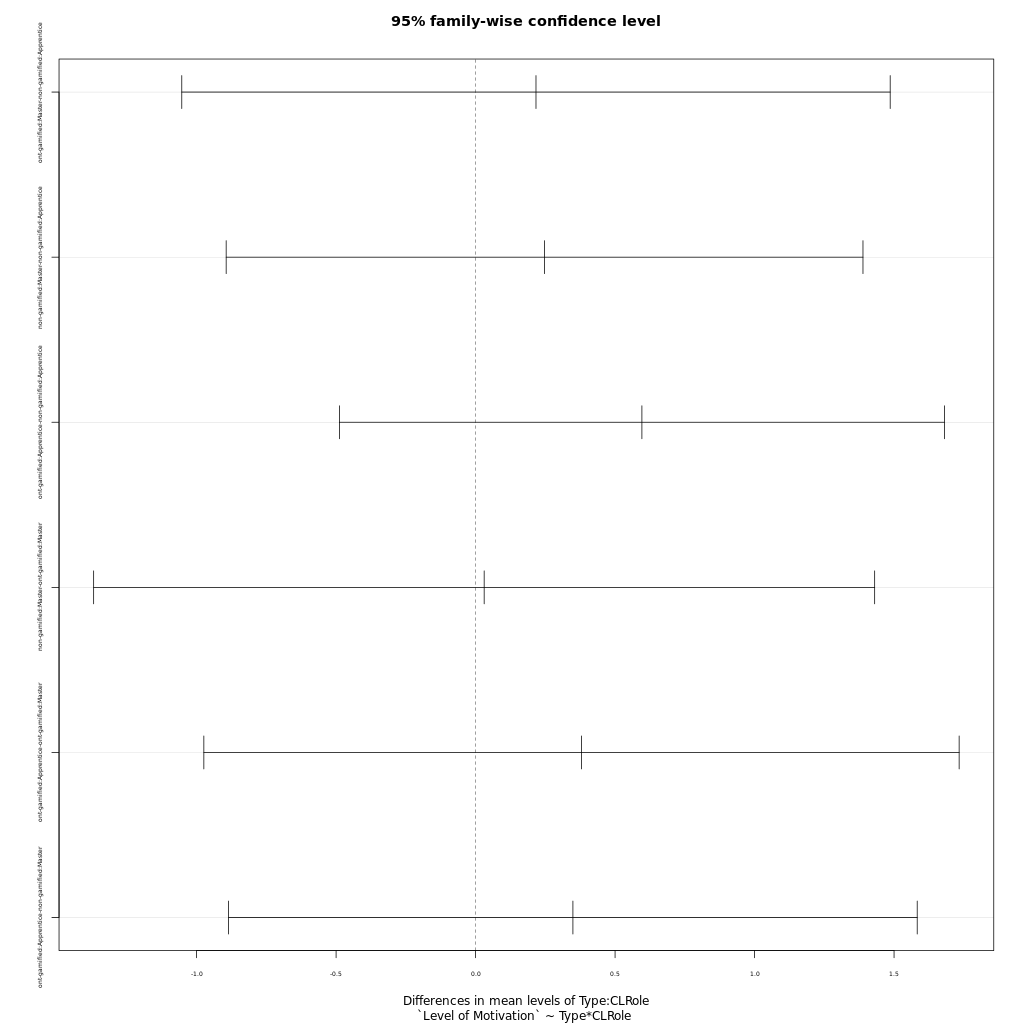 95% family-wise confidence level
ont-gamified:Master-non-gamified:Apprentice
non-gamified:Master-non-gamified:Apprentice
ont-gamified:Apprentice-non-gamified:Apprentice
non-gamified:Master-ont-gamified:Master
ont-gamified:Apprentice-ont-gamified:Master
ont-gamified:Apprentice-non-gamified:Master
-1.0 -0.5 0.0 0.5 1.0 1.5
Differences in mean levels of Type:CLRole
`Level of Motivation` ~ Type*CLRole